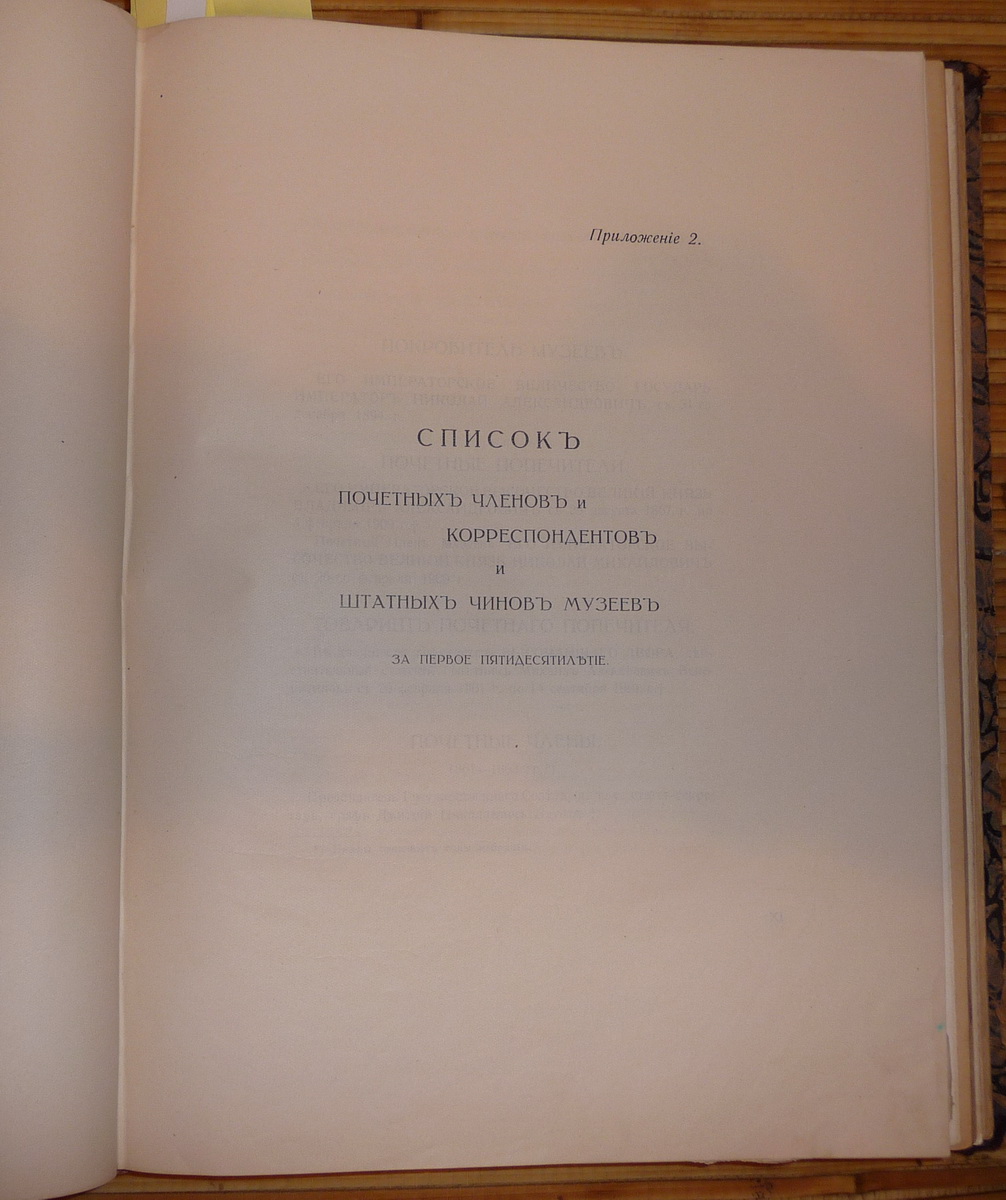 Приложеніе 2.
СПИСОКЪ
ПОЧЕТНЫХЪ ЧЛЕНОВЪ и
КОРРЕСПОНДЕНТОВЪ
и
ШТАТНЫХЪ ЧИНОВЪ МУЗЕЕВЪ
ЗА ПЕРВОЕ ПЯТИДЕСЯТИЛѢТІЕ.